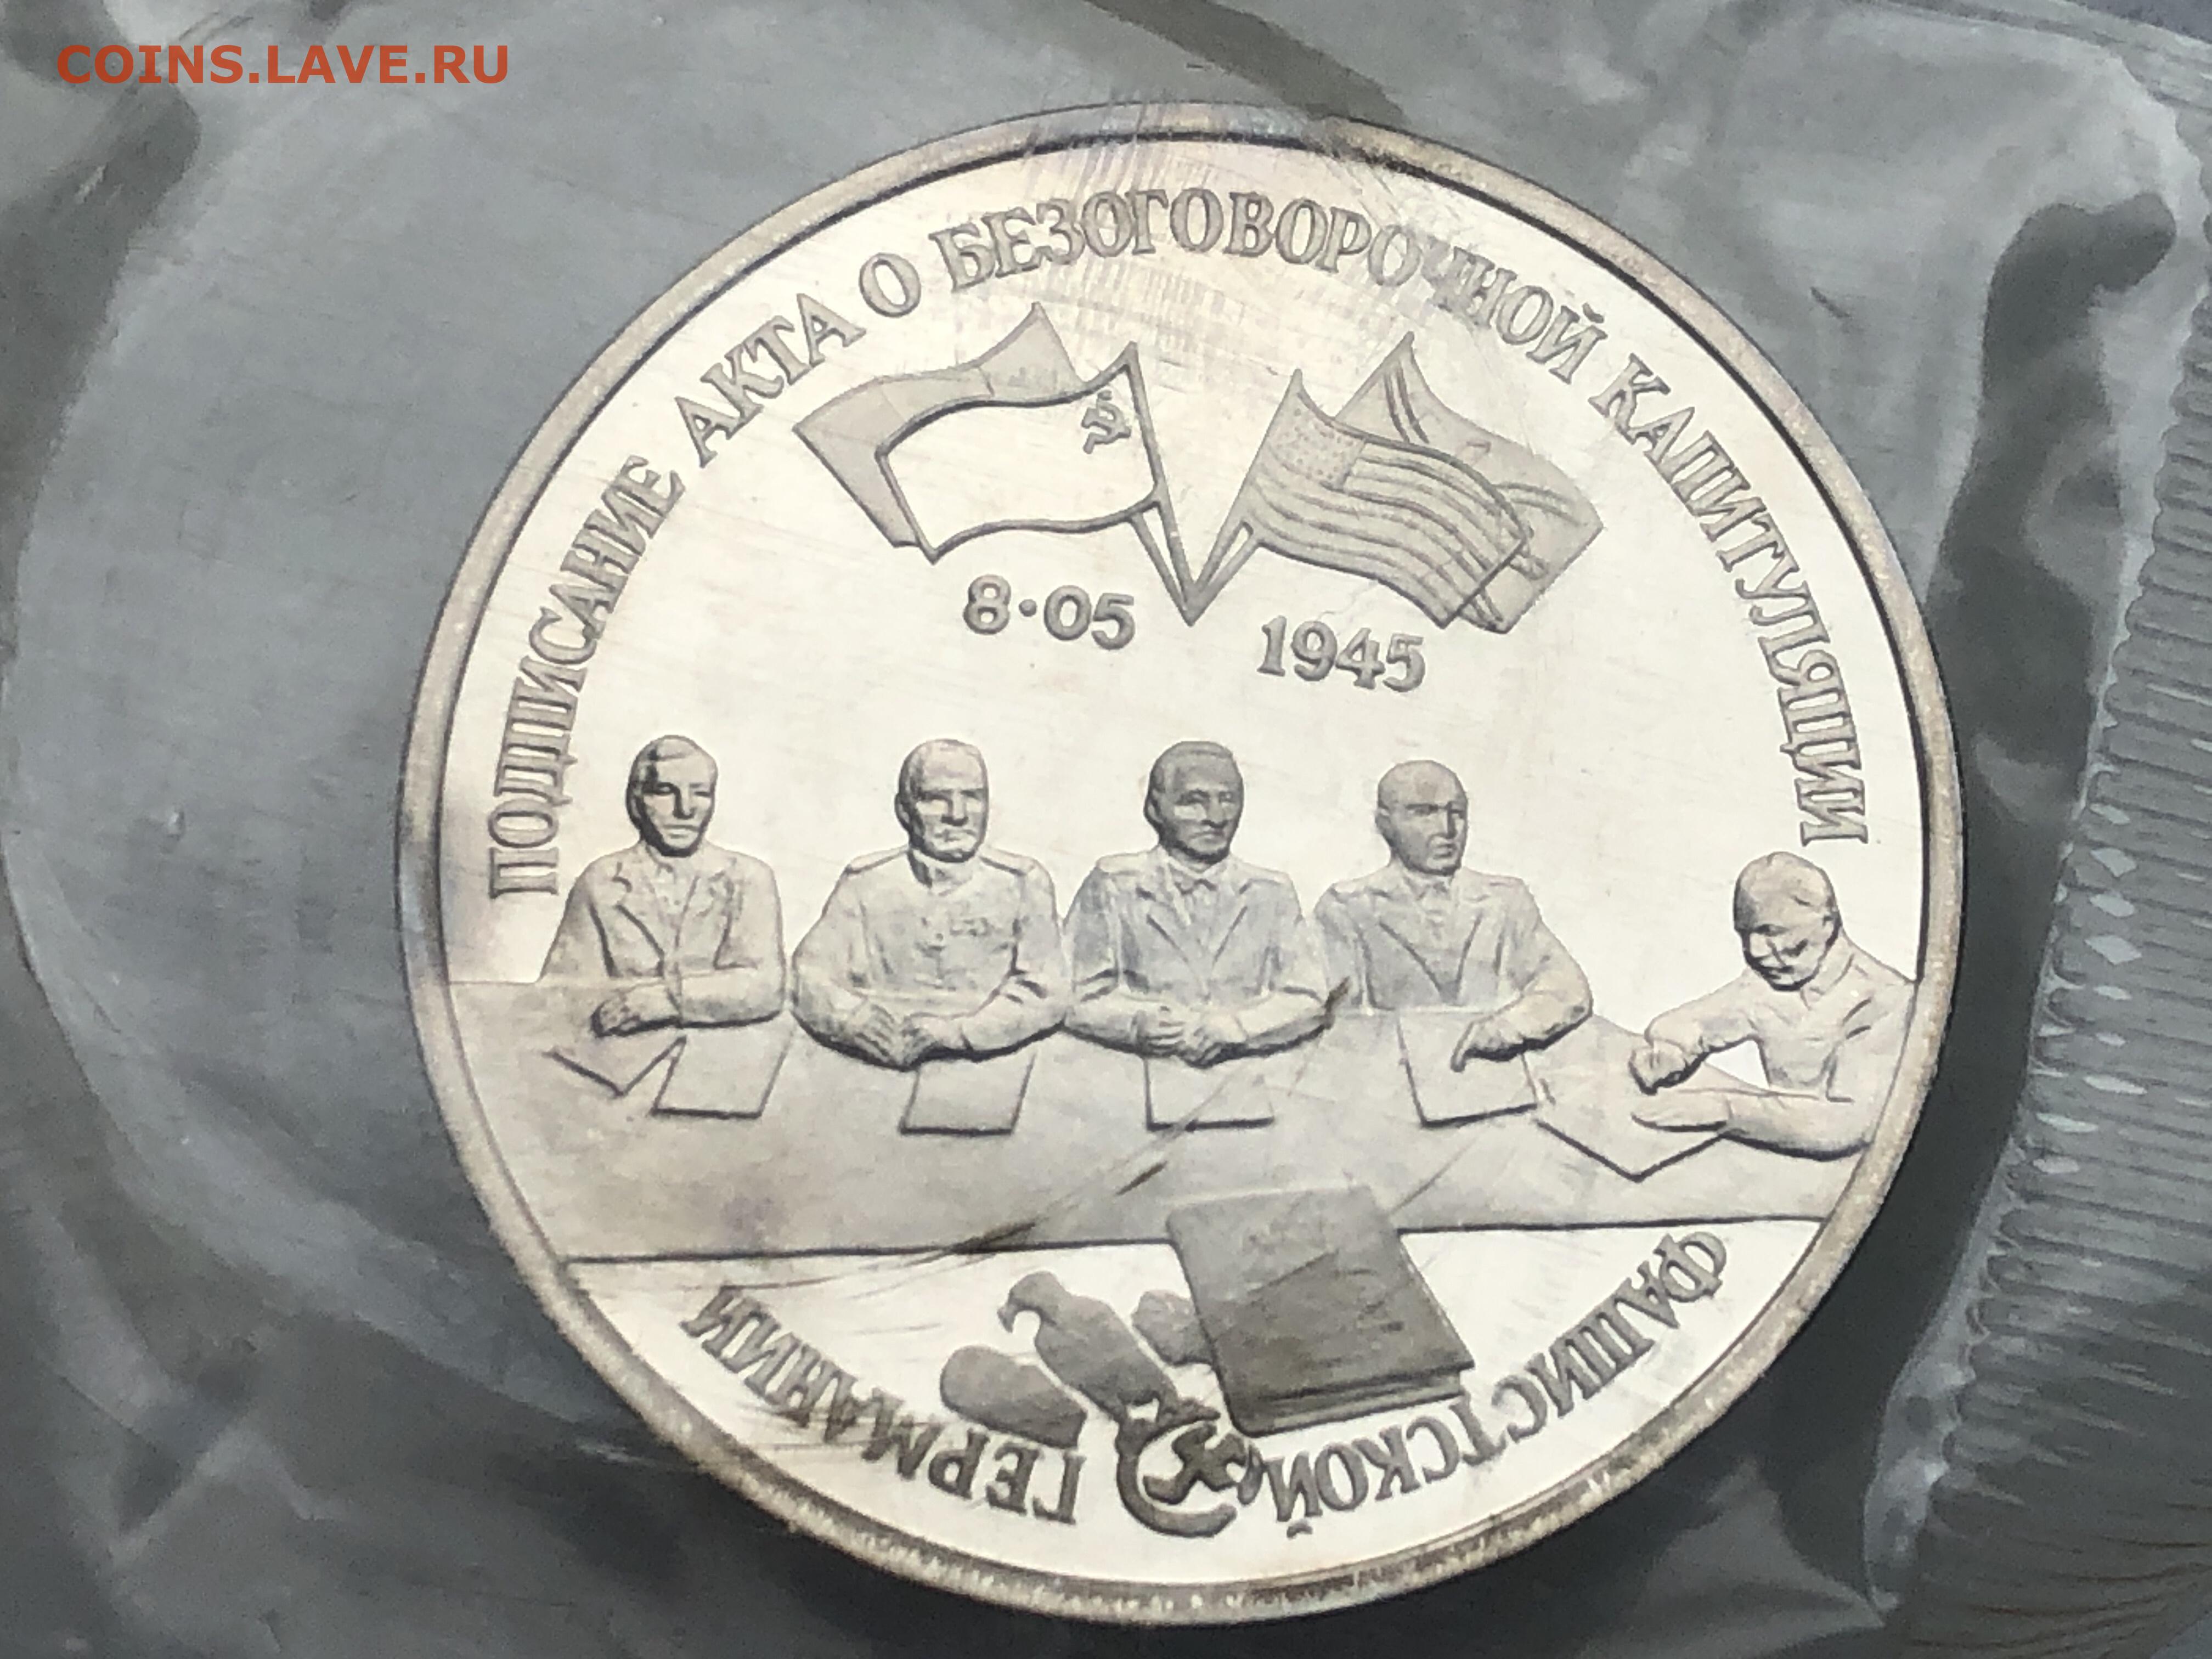 COINS.LAVE.RU
ПОДПИСАНИЕ АКТА О БЕЗОГОВОРОЧНОЙ КАПИТУЛЯЦИИ
8·05 1945
ФАШИСТСКОЙ ГЕРМАНИИ